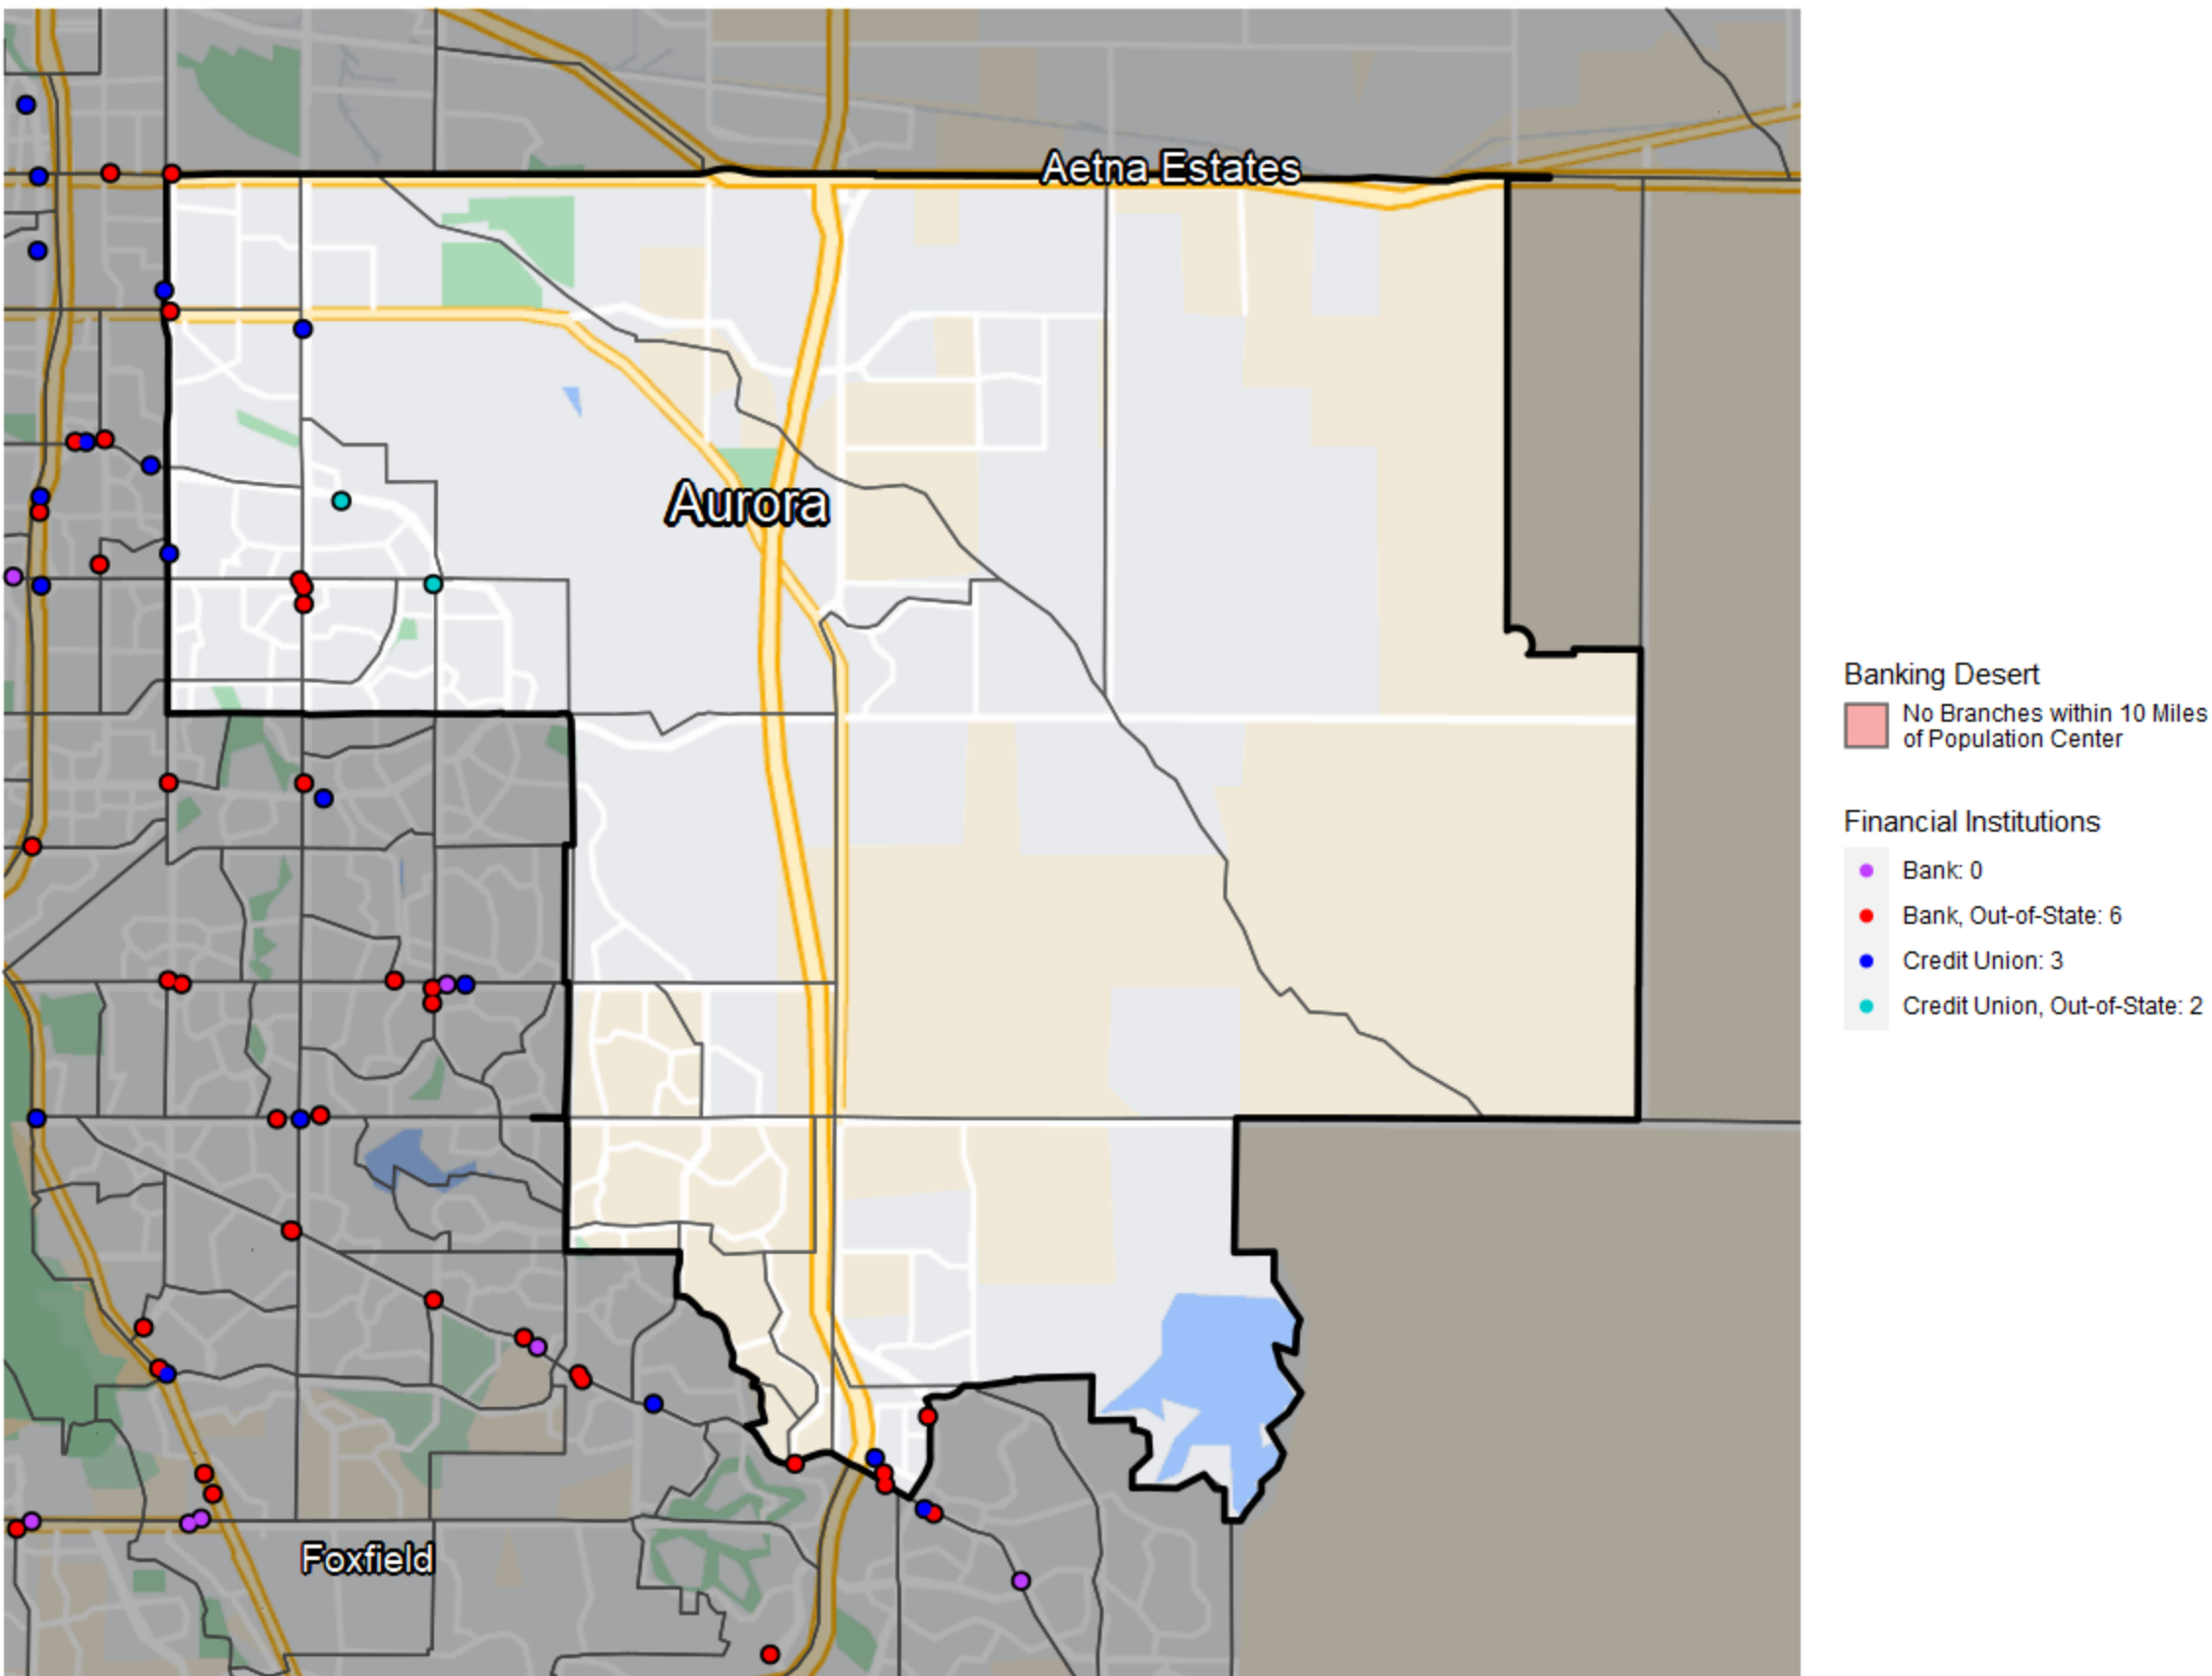 Aetna Estates
Aurora
Foxfield
Banking Desert
No Branches within 10 Miles
of Population Center
Financial Institutions
Bank: 0
Bank, Out-of-State: 6
Credit Union: 3
Credit Union, Out-of-State: 2